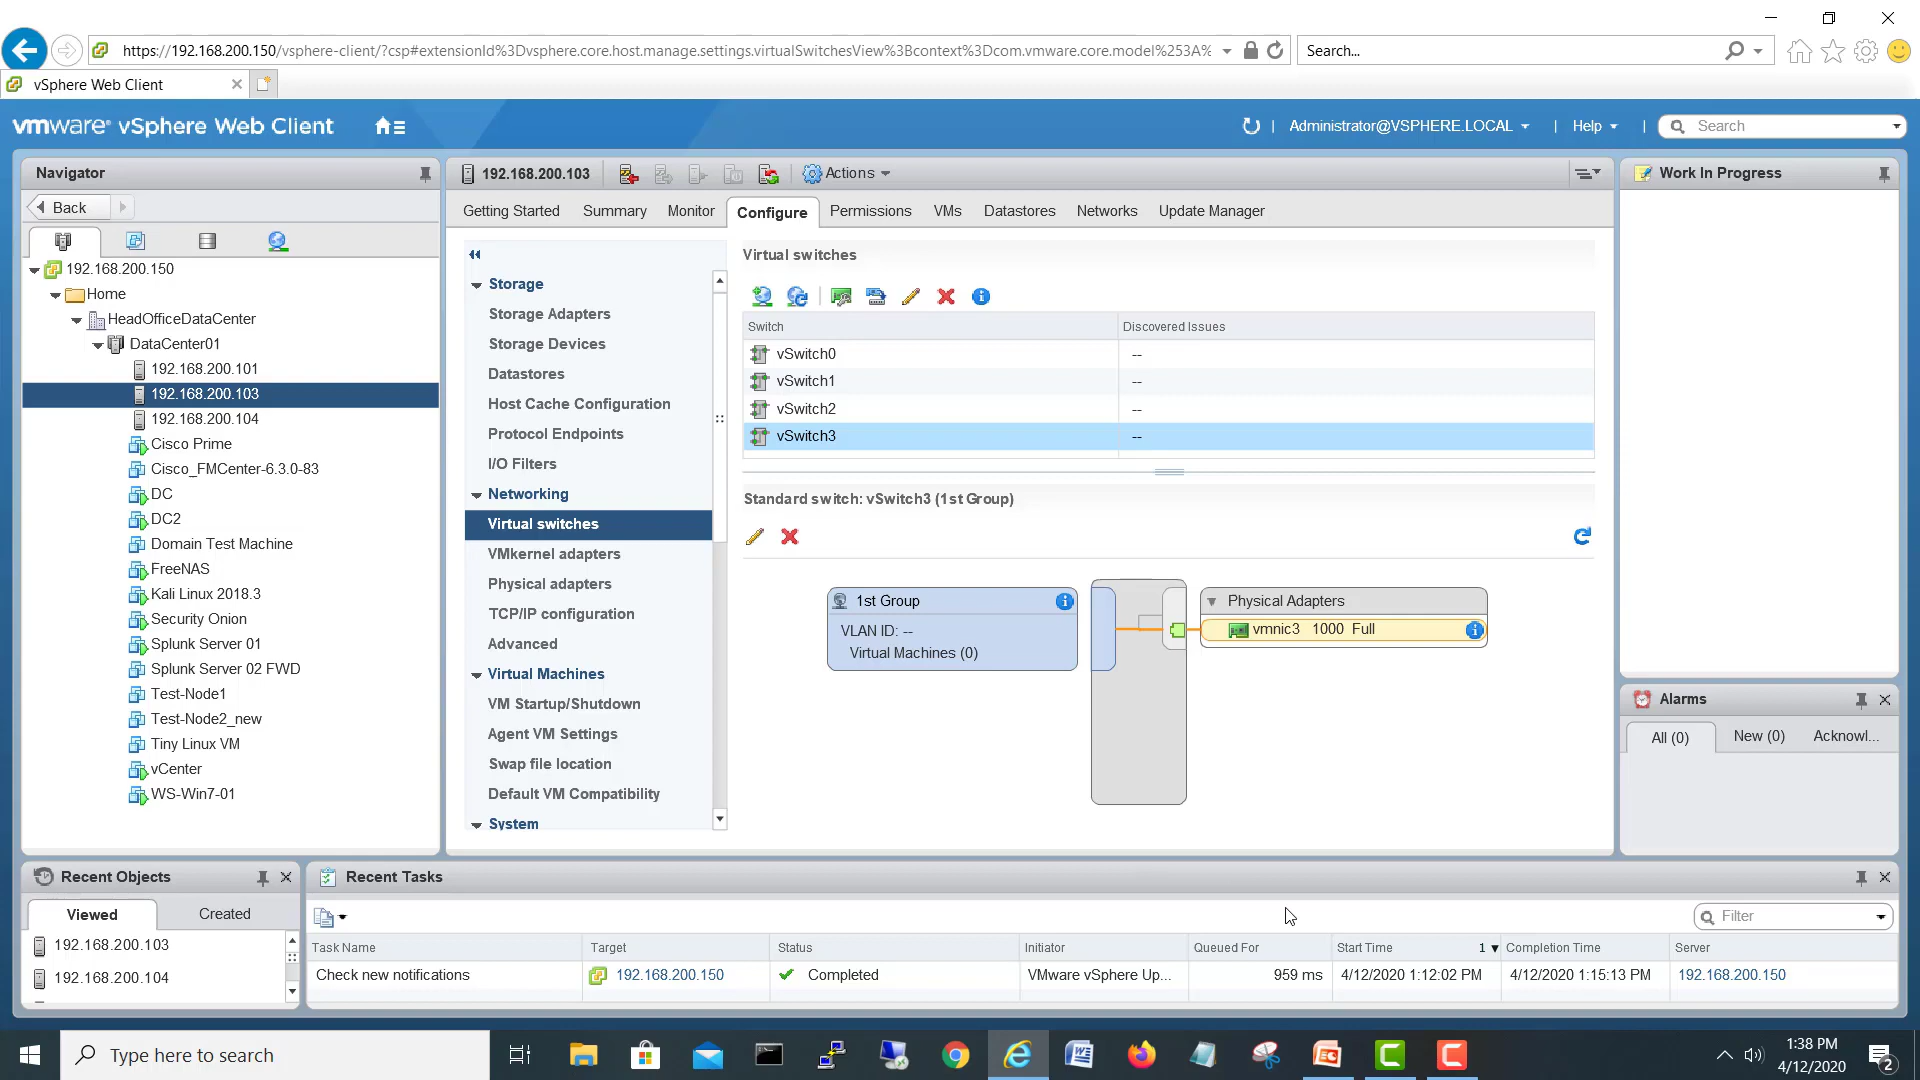 https://192.168.200.150/vsphere-client/?csp#extensionId%3Dvsphere.core.host.manage.settings.virtualSwitchesView%3Bcontext%3Dcom.vmware.core.model%253A%
Search...
vSphere Web Client
vmware® vSphere Web Client
Administrator@VSPHERE.LOCAL
Help
Search
Navigator
Back
192.168.200.150
Home
HeadOfficeDataCenter
DataCenter01
192.168.200.101
192.168.200.103
192.168.200.104
Cisco Prime
Cisco_FMCenter-6.3.0-83
DC
DC2
Domain Test Machine
FreeNAS
Kali Linux 2018.3
Security Onion
Splunk Server 01
Splunk Server 02 FWD
Test-Node1
Test-Node2_new
Tiny Linux VM
vCenter
WS-Win7-01
192.168.200.103
Actions
Getting Started Summary Monitor Configure Permissions VMs Datastores Networks Update Manager
Storage
Storage Adapters
Storage Devices
Datastores
Host Cache Configuration
Protocol Endpoints
I/O Filters
Networking
Virtual switches
VMkernel adapters
Physical adapters
TCP/IP configuration
Advanced
Virtual Machines
VM Startup/Shutdown
Agent VM Settings
Swap file location
Default VM Compatibility
System
Virtual switches
Switch Discovered Issues
vSwitch0 --
vSwitch1 --
vSwitch2 --
vSwitch3 --
Standard switch: vSwitch3 (1st Group)
1st Group
VLAN ID: --
Virtual Machines (0)
Physical Adapters
vmnic3 1000 Full
Work In Progress
Alarms
All (0) New (0) Acknowl...
Recent Objects
Viewed Created
192.168.200.103
192.168.200.104
Recent Tasks
Filter
Task Name Target Status Initiator Queued For Start Time 1 Completion Time Server
Check new notifications 192.168.200.150 Completed VMware vSphere Up... 959 ms 4/12/2020 1:12:02 PM 4/12/2020 1:15:13 PM 192.168.200.150
Type here to search
1:38 PM
4/12/2020
2